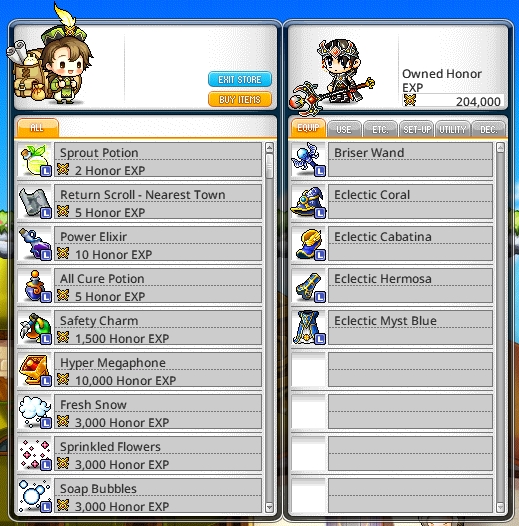 EXIT STORE
BUY ITEMS
ALL
Sprout Potion
2 Honor EXP
Return Scroll - Nearest Town
5 Honor EXP
Power Elixir
10 Honor EXP
All Cure Potion
5 Honor EXP
Safety Charm
1,500 Honor EXP
Hyper Megaphone
10,000 Honor EXP
Fresh Snow
3,000 Honor EXP
Sprinkled Flowers
3,000 Honor EXP
Soap Bubbles
3,000 Honor EXP
Owned Honor
EXP
204,000
EQUIP USE ETC. SET-UP UTILITY DEC.
Briser Wand
Eclectic Coral
Eclectic Cabatina
Eclectic Hermosa
Eclectic Myst Blue